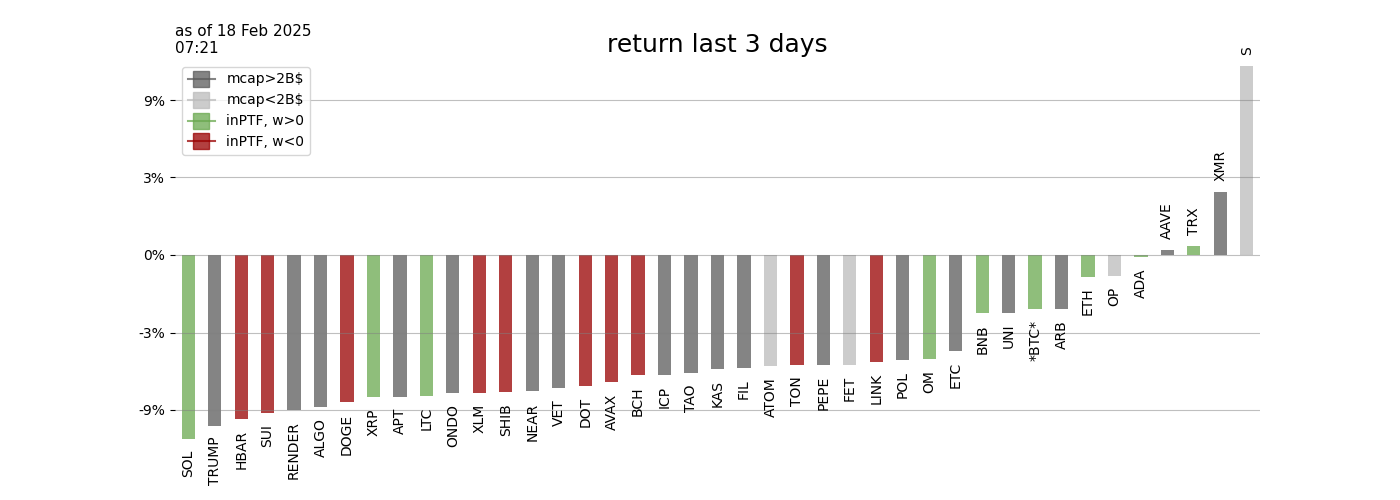 as of 18 Feb 2025
07:21
return last 3 days
mcap>2B$
mcap<2B$
inPTF, w>0
inPTF, w<0
9%
3%
0%
-3%
-9%
SOL
TRUMP
HBAR
SUI
RENDER
ALGO
DOGE
XRP
APT
LTC
ONDO
XLM
SHIB
NEAR
VET
DOT
AVAX
BCH
ICP
TAO
KAS
FIL
ATOM
TON
PEPE
FET
LINK
POL
OM
ETC
BNB
UNI
*BTC*
ARB
ETH
OP
ADA
AAVE
TRX
XMR
S